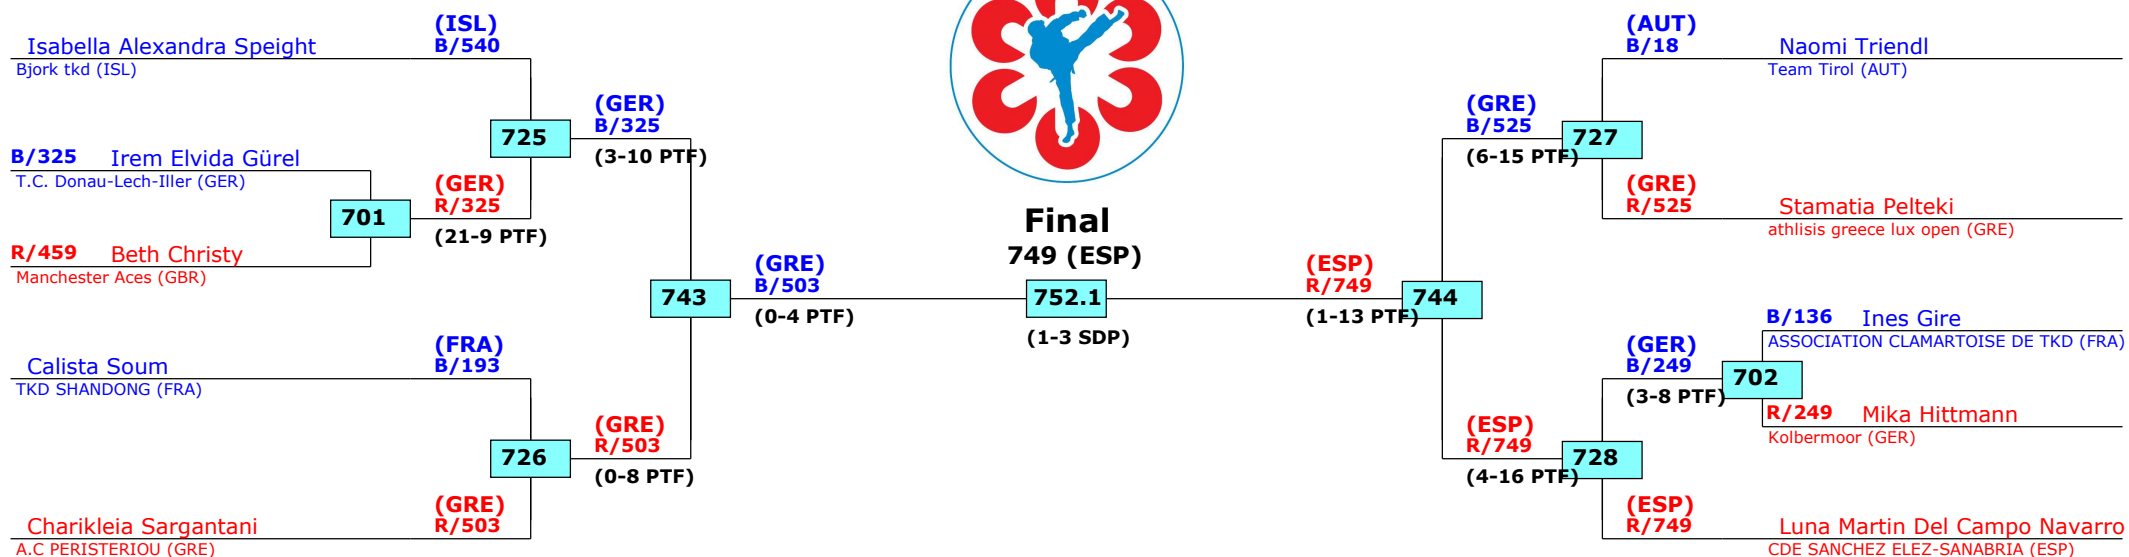 (ISL)
B/540
Isabella Alexandra Speight
Bjork tkd (ISL)
(GER)
B/325
725
(3-10 PTF)
B/325 Irem Elvida Gürel
T.C. Donau-Lech-Iller (GER)
(GER)
R/325
701
(21-9 PTF)
R/459 Beth Christy
Manchester Aces (GBR)
743
(GRE)
B/503
(0-4 PTF)
(FRA)
B/193
Calista Soum
TKD SHANDONG (FRA)
(GRE)
R/503
726
(0-8 PTF)
(GRE)
R/503
Charikleia Sargantani
A.C PERISTERIOU (GRE)
Final
749 (ESP)
752.1
(1-3 SDP)
(AUT)
B/18
Naomi Triendl
Team Tirol (AUT)
(GRE)
B/525
727
(6-15 PTF)
(GRE)
R/525
Stamatia Pelteki
athlisis greece lux open (GRE)
(ESP)
R/749
744
(1-13 PTF)
B/136 Ines Gire
ASSOCIATION CLAMARTOISE DE TKD (FRA)
(GER)
B/249
702
(3-8 PTF)
R/249 Mika Hittmann
Kolbermoor (GER)
(ESP)
R/749
728
(4-16 PTF)
(ESP)
R/749
Luna Martin Del Campo Navarro
CDE SANCHEZ ELEZ-SANABRIA (ESP)